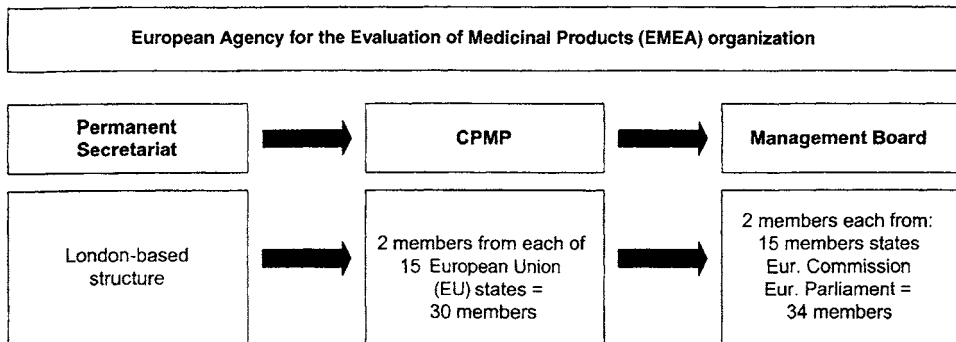 European Agency for the Evaluation of Medicinal Products (EMEA) organization
Permanent
Secretariat
CPMP
Management Board
London-based
structure
2 members from each of
15 European Union
(EU) states =
30 members
2 members each from:
15 members states
Eur. Commission
Eur. Parliament =
34 members